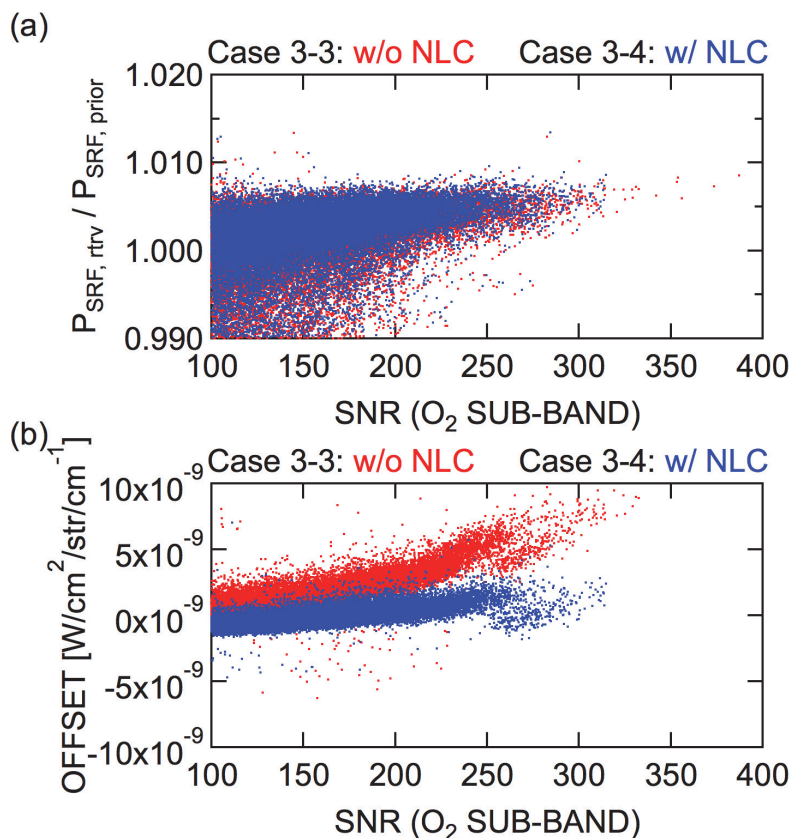 (a)
Case 3-3: w/o NLC Case 3-4: w/ NLC
1.020
1.010
1.000
0.990
P_SRF, rtrv / P_SRF, prior
100 150 200 250 300 350 400
SNR (O₂ SUB-BAND)
(b)
Case 3-3: w/o NLC Case 3-4: w/ NLC
10x10⁻⁹
5x10⁻⁹
0x10⁻⁹
-5x10⁻⁹
-10x10⁻⁹
OFFSET [W/cm²/str/cm⁻¹]
100 150 200 250 300 350 400
SNR (O₂ SUB-BAND)